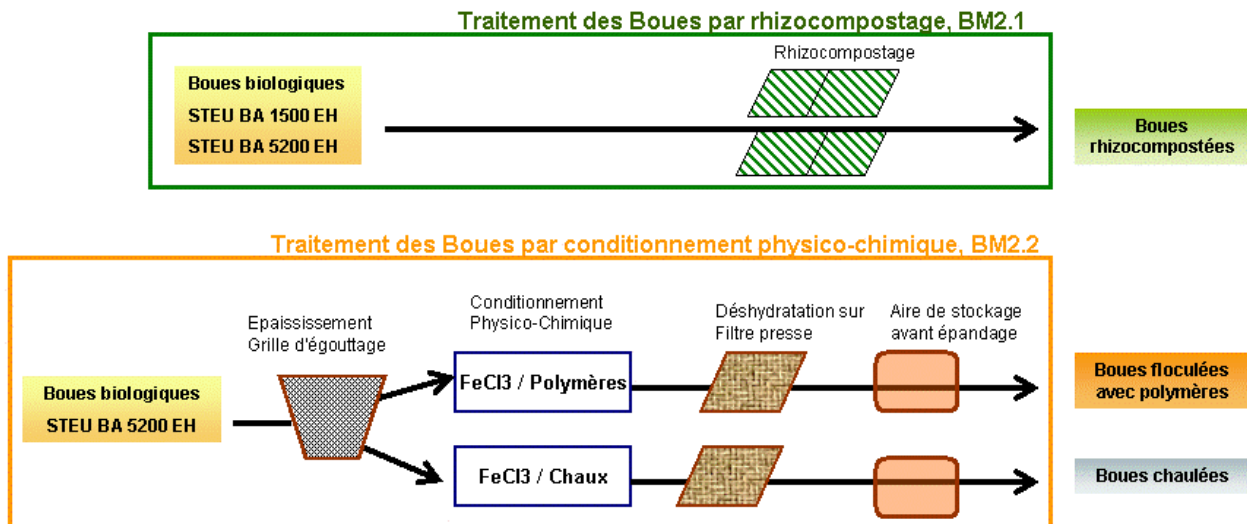 Traitement des Boues par rhizocompostage, BM2.1
Rhizocompostage
Boues biologiques
STEU BA 1500 EH
STEU BA 5200 EH
Boues
rhizocompostées
Traitement des Boues par conditionnement physico-chimique, BM2.2
Epaississement
Grille d'égouttage
Conditionnement
Physico-Chimique
Déshydratation sur
Filtre presse
Aire de stockage
avant épandage
Boues biologiques
STEU BA 5200 EH
FeCl3 / Polymères
Boues floculées
avec polymères
FeCl3 / Chaux
Boues chaulées